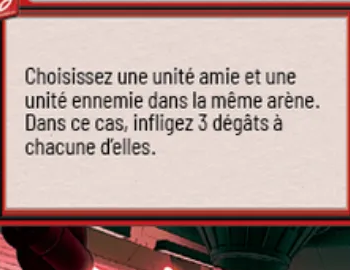 Choisissez une unité amie et une
unité ennemie dans la même arène.
Dans ce cas, infligez 3 dégâts à
chacune d'elles.